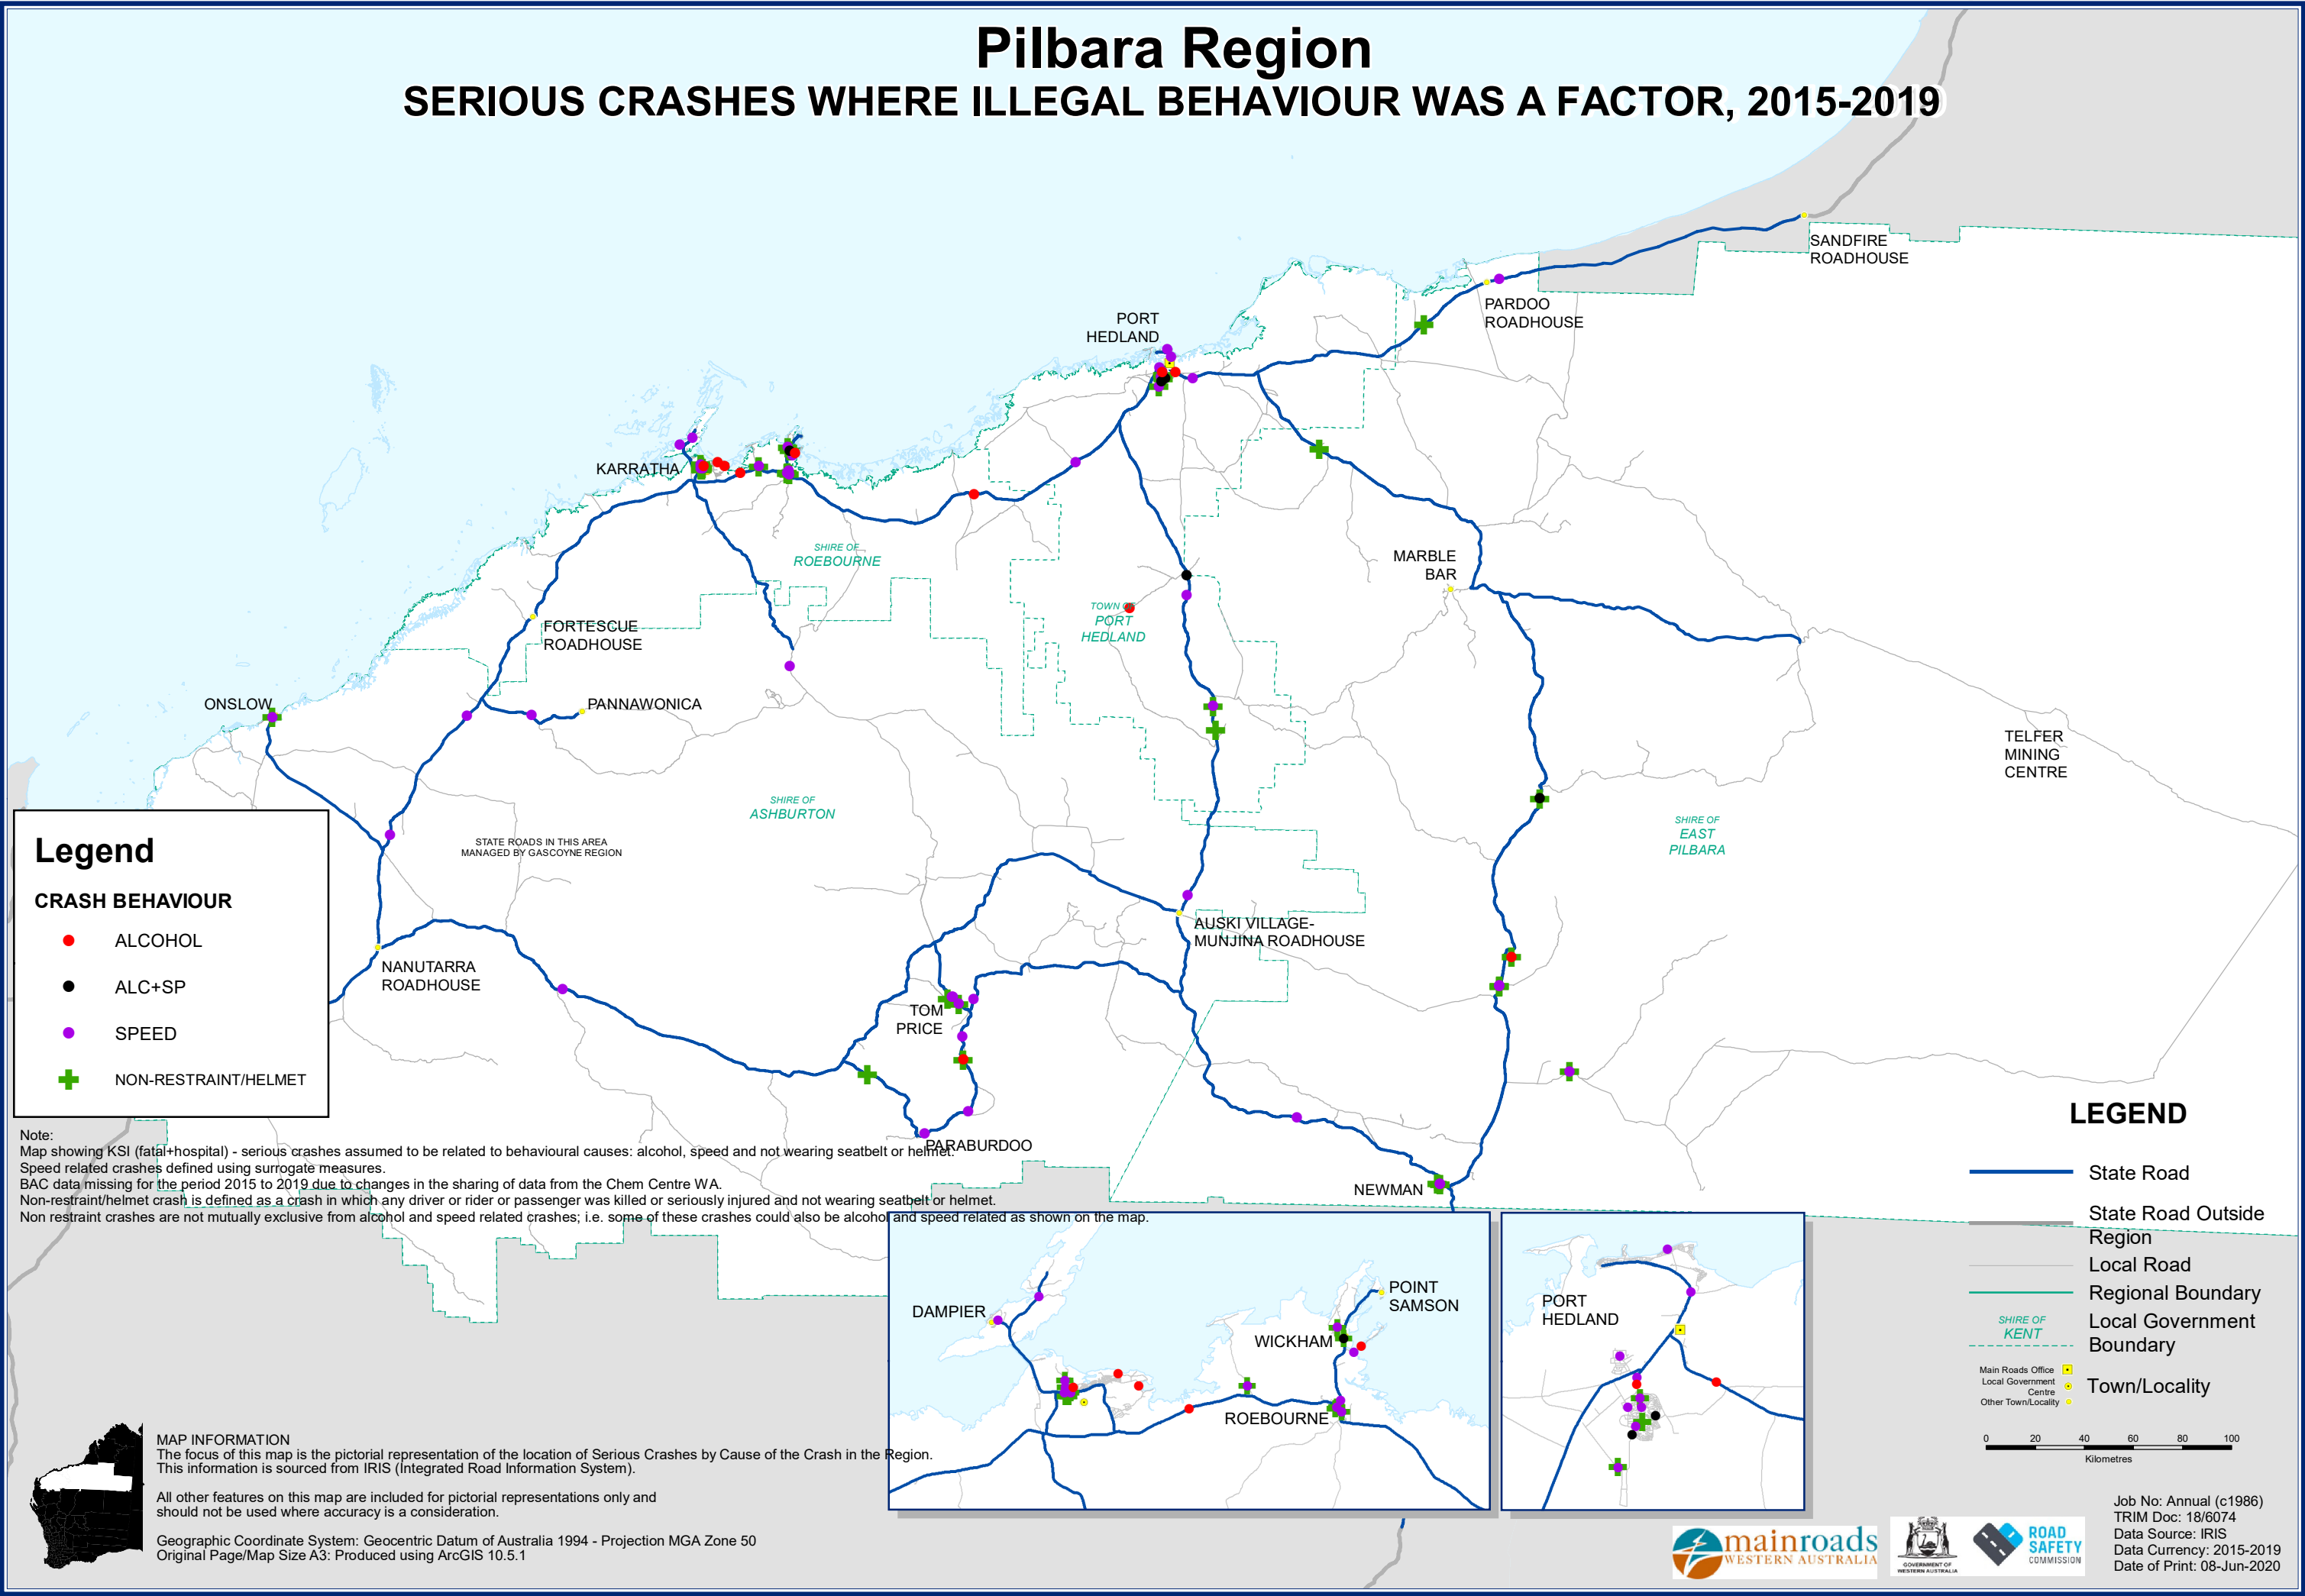 Pilbara Region
SERIOUS CRASHES WHERE ILLEGAL BEHAVIOUR WAS A FACTOR, 2015-2019
SANDFIRE
ROADHOUSE
PARDOO
ROADHOUSE
PORT
HEDLAND
KARRATHA
SHIRE OF
ROEBOURNE
MARBLE
BAR
TOWN OF
PORT
HEDLAND
FORTESCUE
ROADHOUSE
ONSLOW
PANNAWONICA
TELFER
MINING
CENTRE
SHIRE OF
ASHBURTON
SHIRE OF
EAST
PILBARA
STATE ROADS IN THIS AREA
MANAGED BY GASCOYNE REGION
AUSKI VILLAGE-
MUNJINA ROADHOUSE
NANUTARRA
ROADHOUSE
TOM
PRICE
PARABURDOO
NEWMAN
Legend
CRASH BEHAVIOUR
ALCOHOL
ALC+SP
SPEED
NON-RESTRAINT/HELMET
Note:
Map showing KSI (fatal+hospital) - serious crashes assumed to be related to behavioural causes: alcohol, speed and not wearing seatbelt or helmet.
Speed related crashes defined using surrogate measures.
BAC data missing for the period 2015 to 2019 due to changes in the sharing of data from the Chem Centre WA.
Non-restraint/helmet crash is defined as a crash in which any driver or rider or passenger was killed or seriously injured and not wearing seatbelt or helmet.
Non restraint crashes are not mutually exclusive from alcohol and speed related crashes; i.e. some of these crashes could also be alcohol and speed related as shown on the map.
DAMPIER
POINT
SAMSON
WICKHAM
ROEBOURNE
PORT
HEDLAND
LEGEND
State Road
State Road Outside
Region
Local Road
Regional Boundary
SHIRE OF
KENT
Local Government
Boundary
Main Roads Office
Local Government
Centre
Other Town/Locality
Town/Locality
0 20 40 60 80 100
Kilometres
MAP INFORMATION
The focus of this map is the pictorial representation of the location of Serious Crashes by Cause of the Crash in the Region.
This information is sourced from IRIS (Integrated Road Information System).
All other features on this map are included for pictorial representations only and
should not be used where accuracy is a consideration.
Geographic Coordinate System: Geocentric Datum of Australia 1994 - Projection MGA Zone 50
Original Page/Map Size A3: Produced using ArcGIS 10.5.1
mainroads
WESTERN AUSTRALIA
GOVERNMENT OF
WESTERN AUSTRALIA
ROAD
SAFETY
COMMISSION
Job No: Annual (c1986)
TRIM Doc: 18/6074
Data Source: IRIS
Data Currency: 2015-2019
Date of Print: 08-Jun-2020